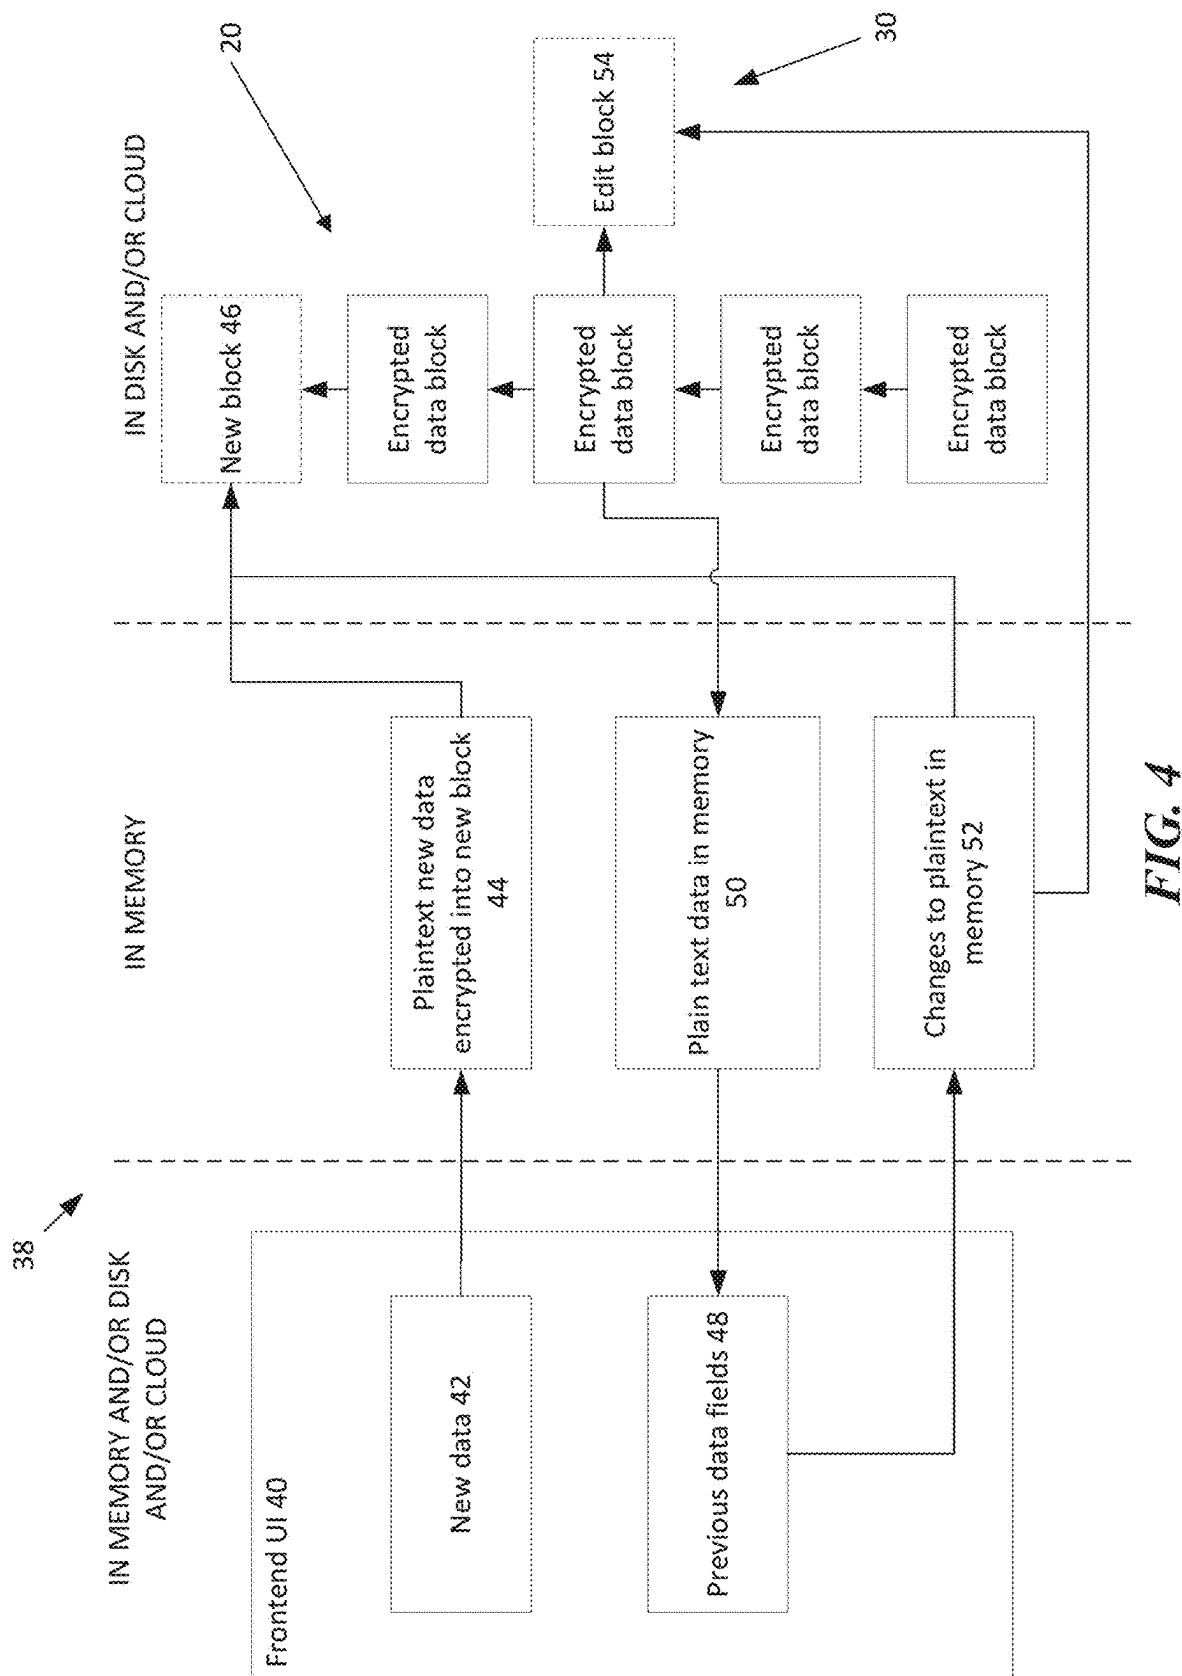 38
IN MEMORY AND/OR DISK
AND/OR CLOUD
IN MEMORY
IN DISK AND/OR CLOUD
Frontend UI 40
New data 42
Previous data fields 48
Plaintext new data
encrypted into new block
44
Plain text data in memory
50
Changes to plaintext in
memory 52
New block 46
Encrypted
data block
Encrypted
data block
Encrypted
data block
Encrypted
data block
Edit block 54
20
30
FIG. 4